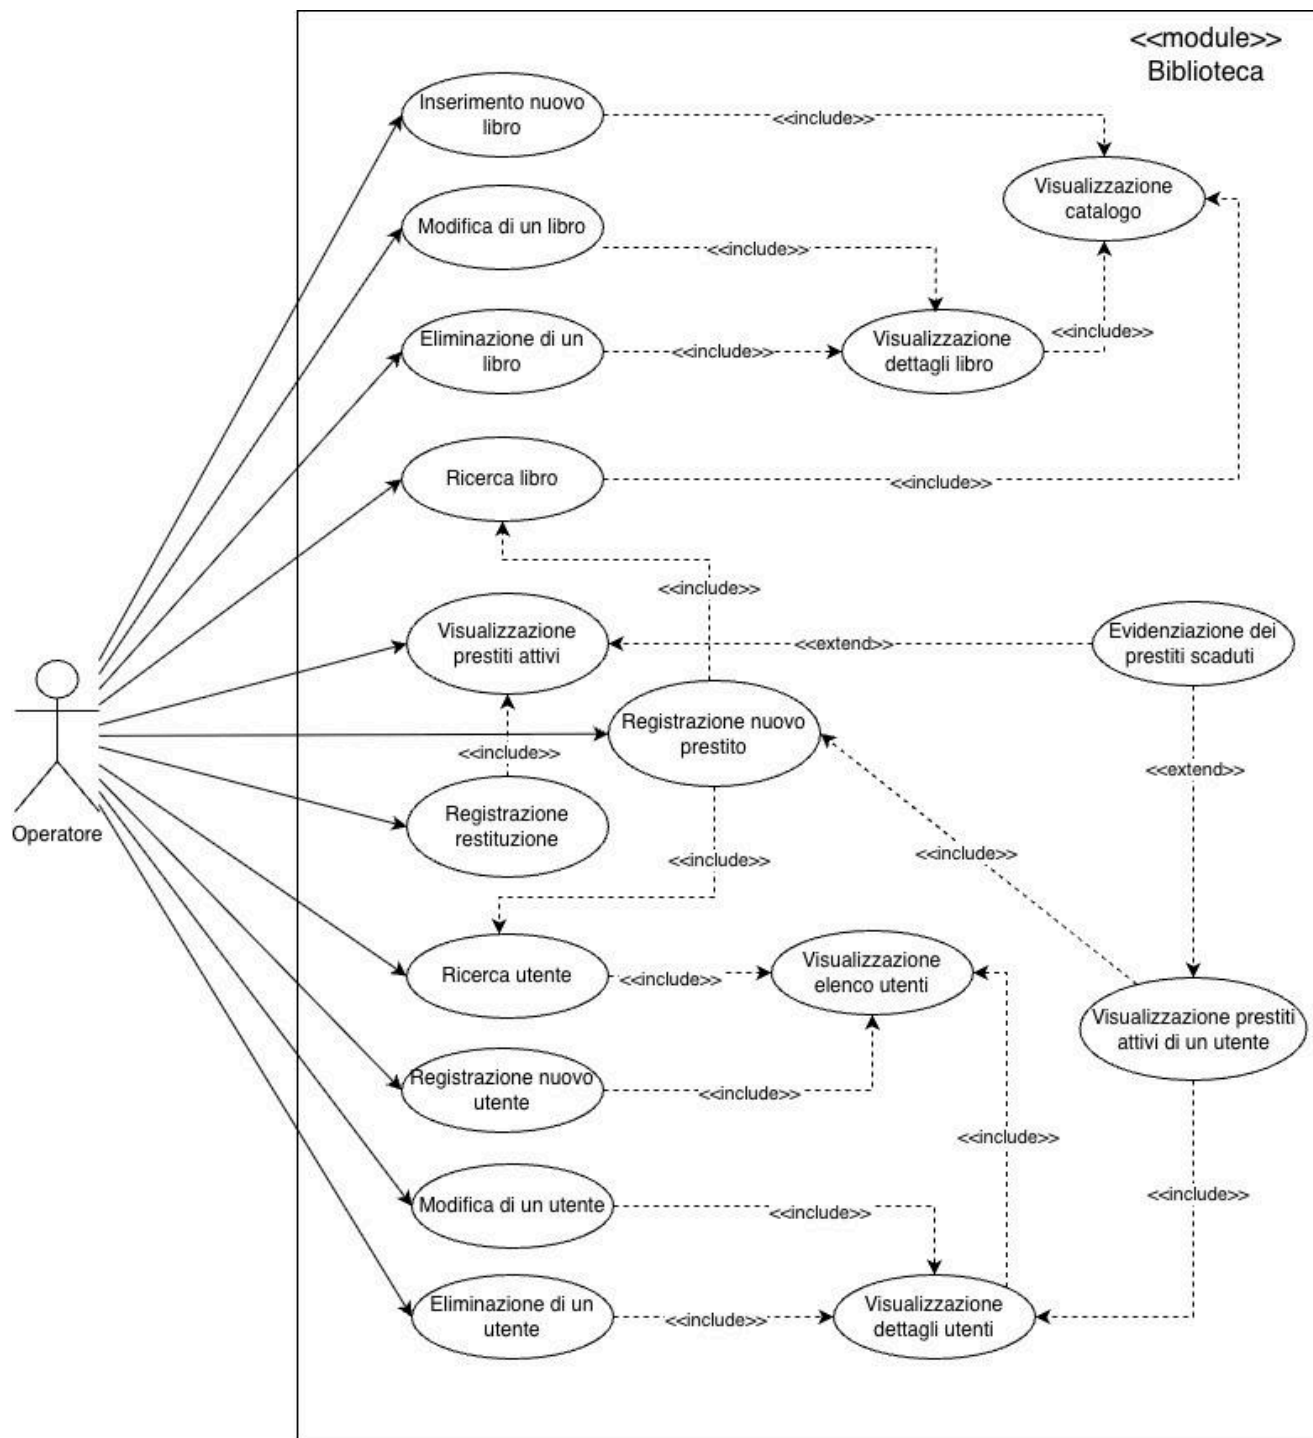 <<module>>
Biblioteca
Inserimento nuovo
libro
<<include>>
Visualizzazione
catalogo
Modifica di un libro
<<include>>
Eliminazione di un
libro
<<include>>
Visualizzazione
dettagli libro
<<include>>
Ricerca libro
<<include>>
<<include>>
Visualizzazione
prestiti attivi
<<extend>>
Evidenziazione dei
prestiti scaduti
Registrazione nuovo
prestito
<<include>>
<<extend>>
Operatore
Registrazione
restituzione
<<include>>
<<include>>
Ricerca utente
<<include>>
Visualizzazione
elenco utenti
Visualizzazione prestiti
attivi di un utente
Registrazione nuovo
utente
<<include>>
<<include>>
Modifica di un utente
<<include>>
<<include>>
Eliminazione di un
utente
<<include>>
Visualizzazione
dettagli utenti